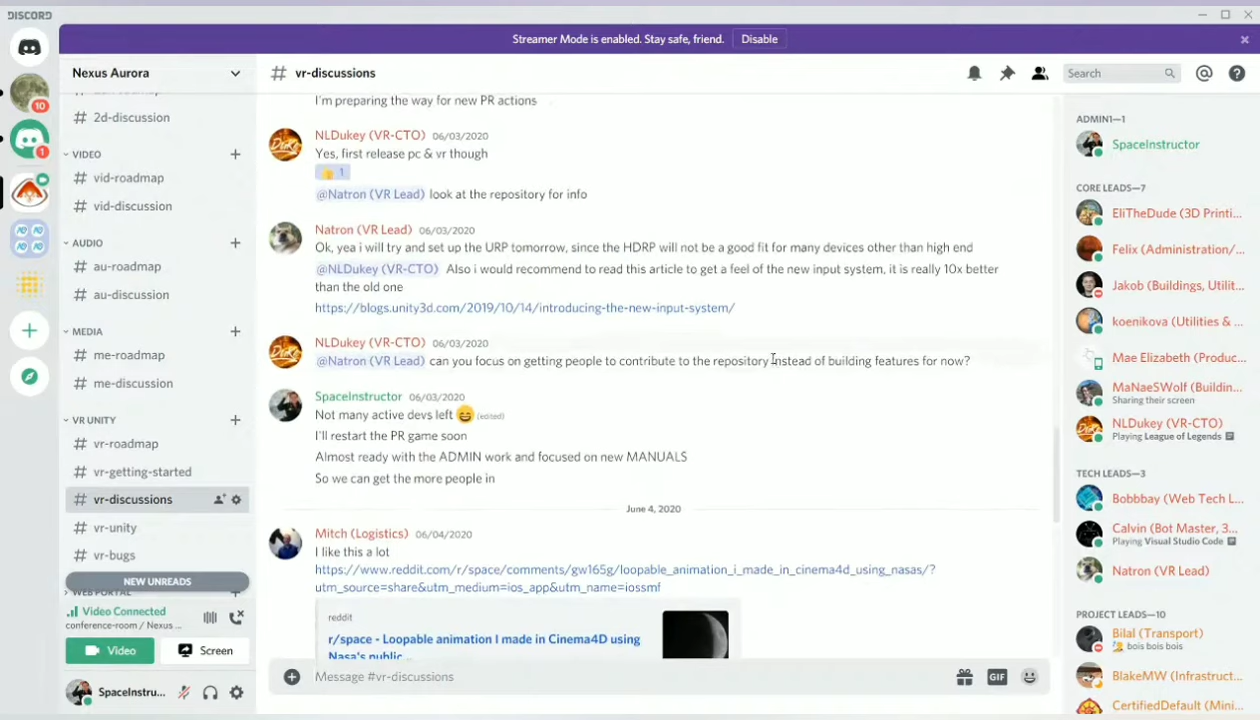 DISCORD
Streamer Mode is enabled. Stay safe, friend. Disable
10
1
Nexus Aurora
2d-discussion
VIDEO
vid-roadmap
vid-discussion
AUDIO
au-roadmap
au-discussion
MEDIA
me-roadmap
me-discussion
VR UNITY
vr-roadmap
vr-getting-started
vr-discussions
vr-unity
vr-bugs
NEW UNREADS
Video Connected
conference-room / Nexus ...
Video
Screen
SpaceInstru...
# vr-discussions
Search
I'm preparing the way for new PR actions
NLDukey (VR-CTO) 06/03/2020
Yes, first release pc & vr though
1
@Natron (VR Lead) look at the repository for info
Natron (VR Lead) 06/03/2020
Ok, yea i will try and set up the URP tomorrow, since the HDRP will not be a good fit for many devices other than high end
@NLDukey (VR-CTO) Also i would recommend to read this article to get a feel of the new input system, it is really 10x better
than the old one
https://blogs.unity3d.com/2019/10/14/introducing-the-new-input-system/
NLDukey (VR-CTO) 06/03/2020
@Natron (VR Lead) can you focus on getting people to contribute to the repository instead of building features for now?
SpaceInstructor 06/03/2020
Not many active devs left (edited)
I'll restart the PR game soon
Almost ready with the ADMIN work and focused on new MANUALS
So we can get the more people in
June 4, 2020
Mitch (Logistics) 06/04/2020
I like this a lot
https://www.reddit.com/r/space/comments/gw165g/loopable_animation_i_made_in_cinema4d_using_nasas/?
utm_source=share&utm_medium=ios_app&utm_name=iossmf
reddit
r/space - Loopable animation I made in Cinema4D using
Nasa's public...
Message #vr-discussions
GIF
ADMIN1—1
SpaceInstructor
CORE LEADS—7
EliTheDude (3D Printi...
Felix (Administration/...
Jakob (Buildings, Utilit...
koenikova (Utilities & ...
Mae Elizabeth (Produc...
MaNaeSWolf (Buildin...
Sharing their screen
NLDukey (VR-CTO)
Playing League of Legends
TECH LEADS—3
Bobbbay (Web Tech L...
Calvin (Bot Master, 3...
Playing Visual Studio Code
Natron (VR Lead)
PROJECT LEADS—10
Bilal (Transport)
bois bois bois
BlakeMW (Infrastruct...
CertifiedDefault (Mini...